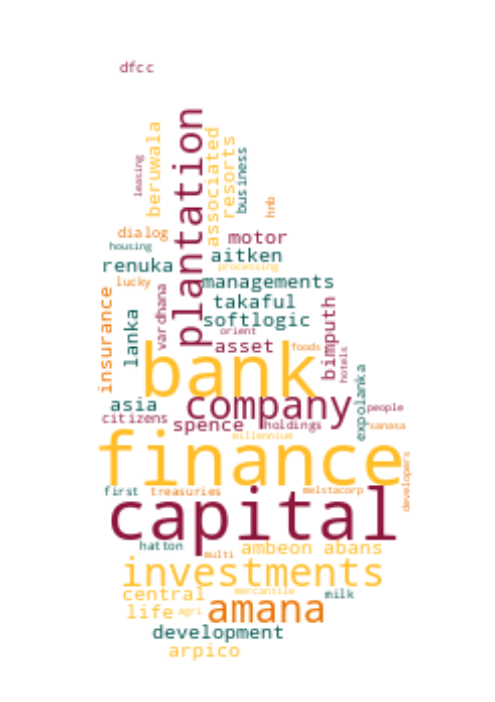 dfcc
plantation
beruwala
associated
resorts
business
leasing
hnb
dialog
motor
housing
aitken
renuka
processing
lucky
managements
vardhana
takaful
insurance
lanka
softlogic
bimputh
orient
asset
foods
hotels
bank
expolanka
company
asia
people
citizens
spence
holdings
sanasa
millennium
finance
developers
first
treasuries
melstacorp
capital
hatton
ambeon abans
multi
investments
central
mercantile
milk
life
agri
amana
development
arpico